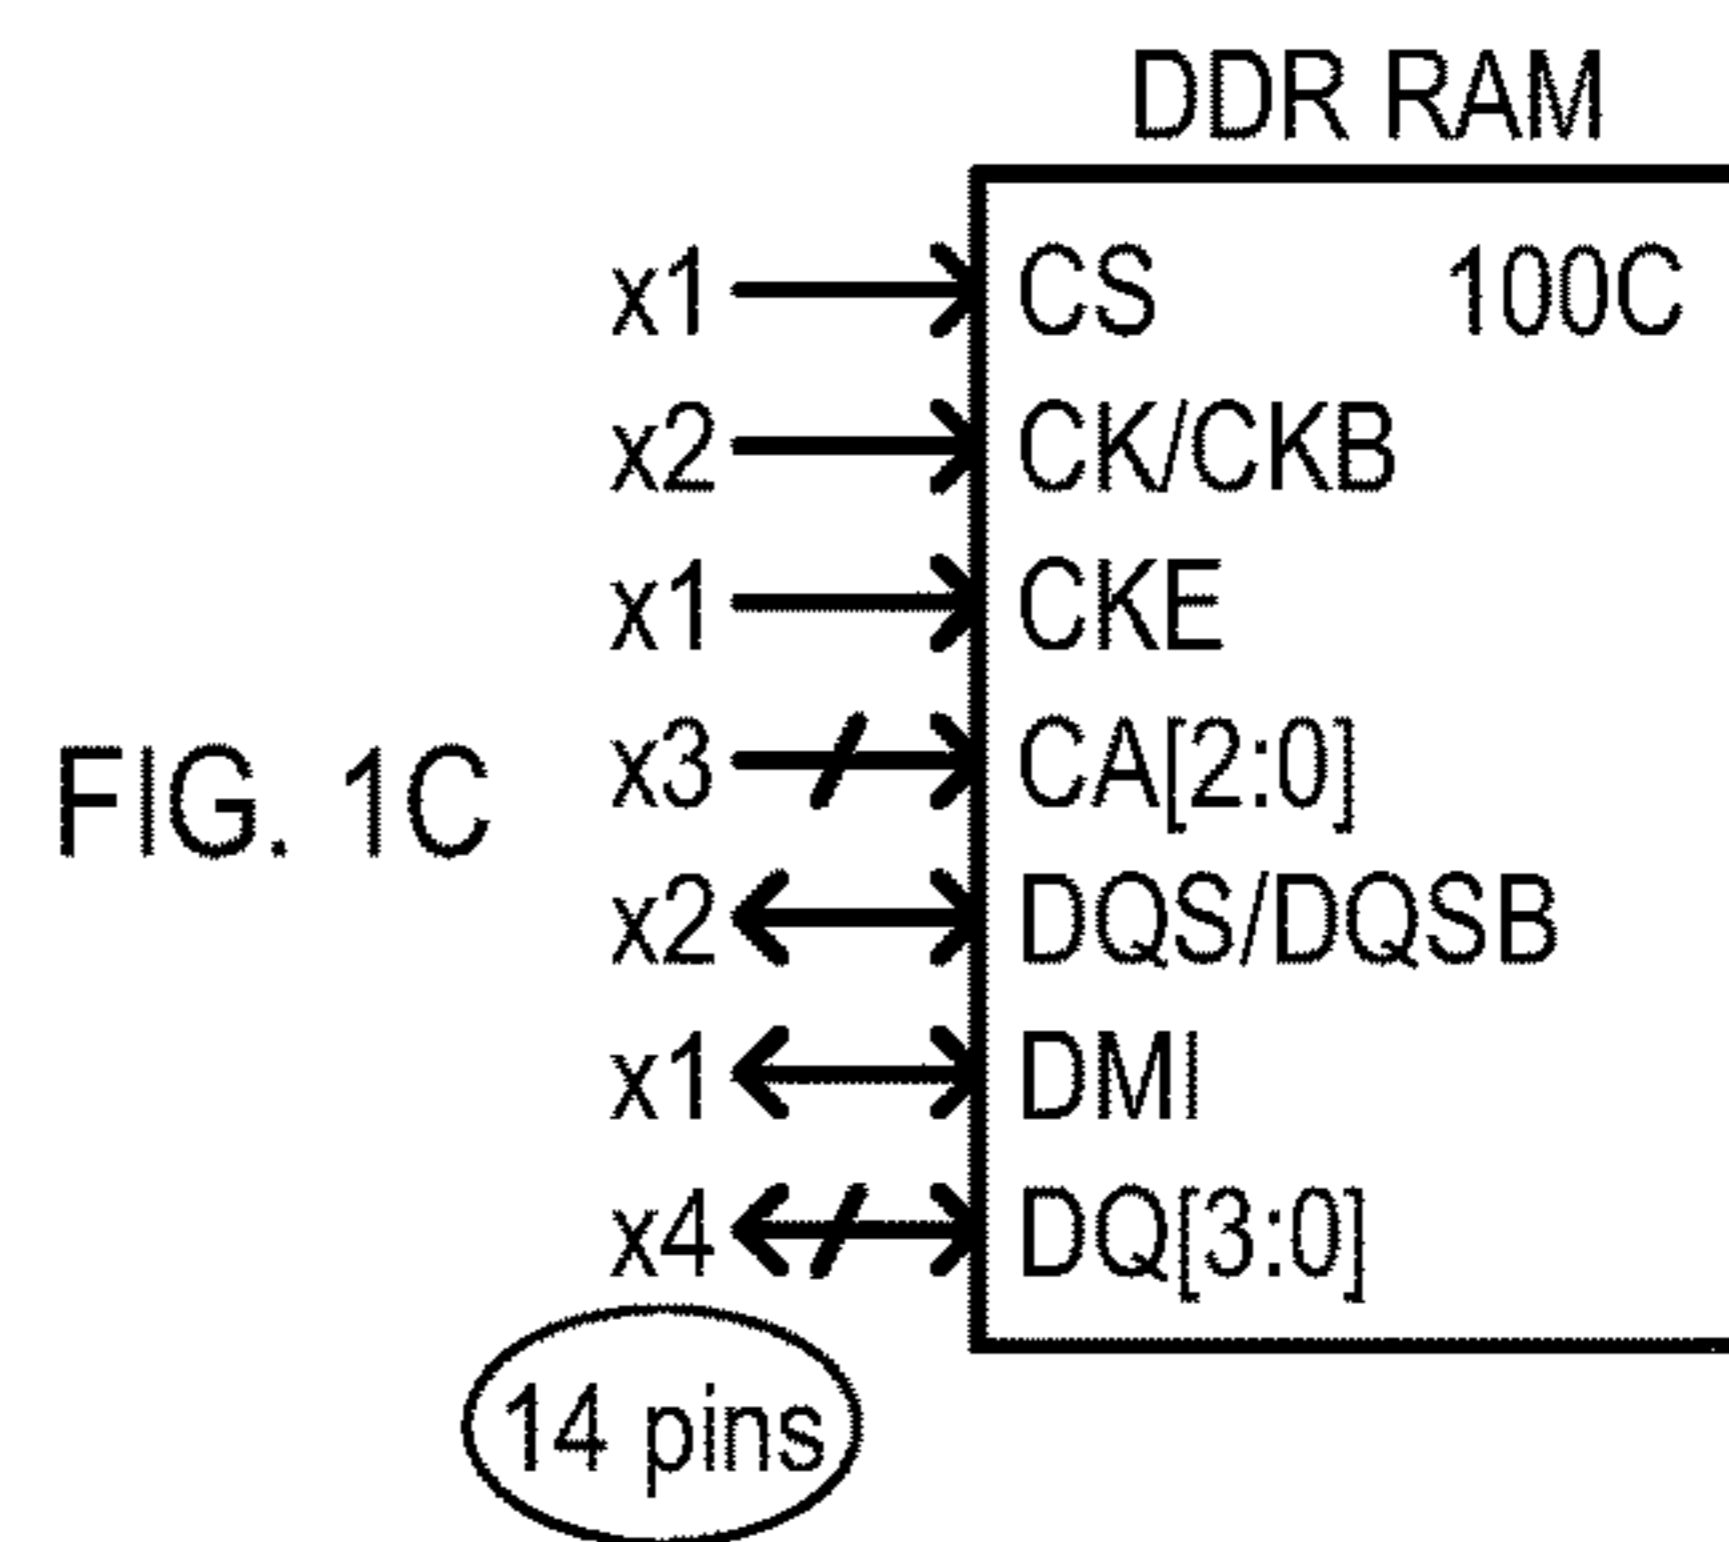 DDR RAM
x1 CS 100C
x2 CK/CKB
x1 CKE
x3 CA[2:0]
FIG. 1C
x2 DQS/DQSB
x1 DMI
x4 DQ[3:0]
14 pins